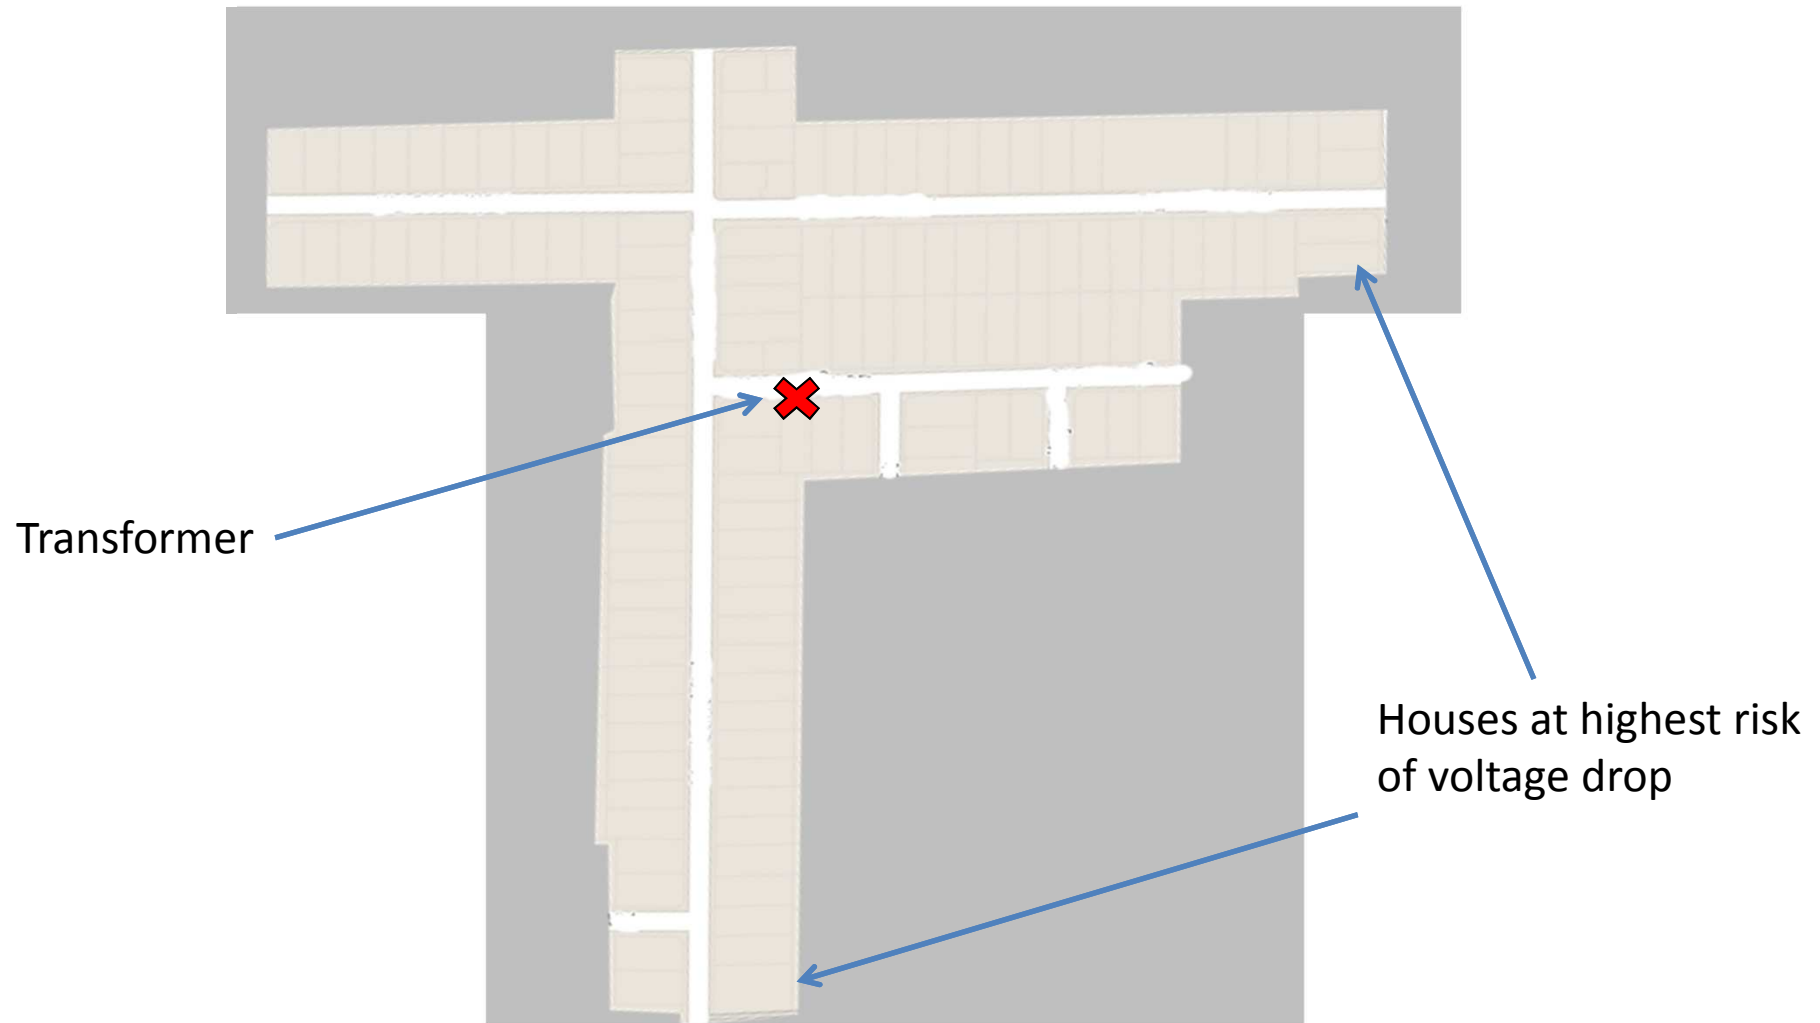 Transformer
Houses at highest risk
of voltage drop